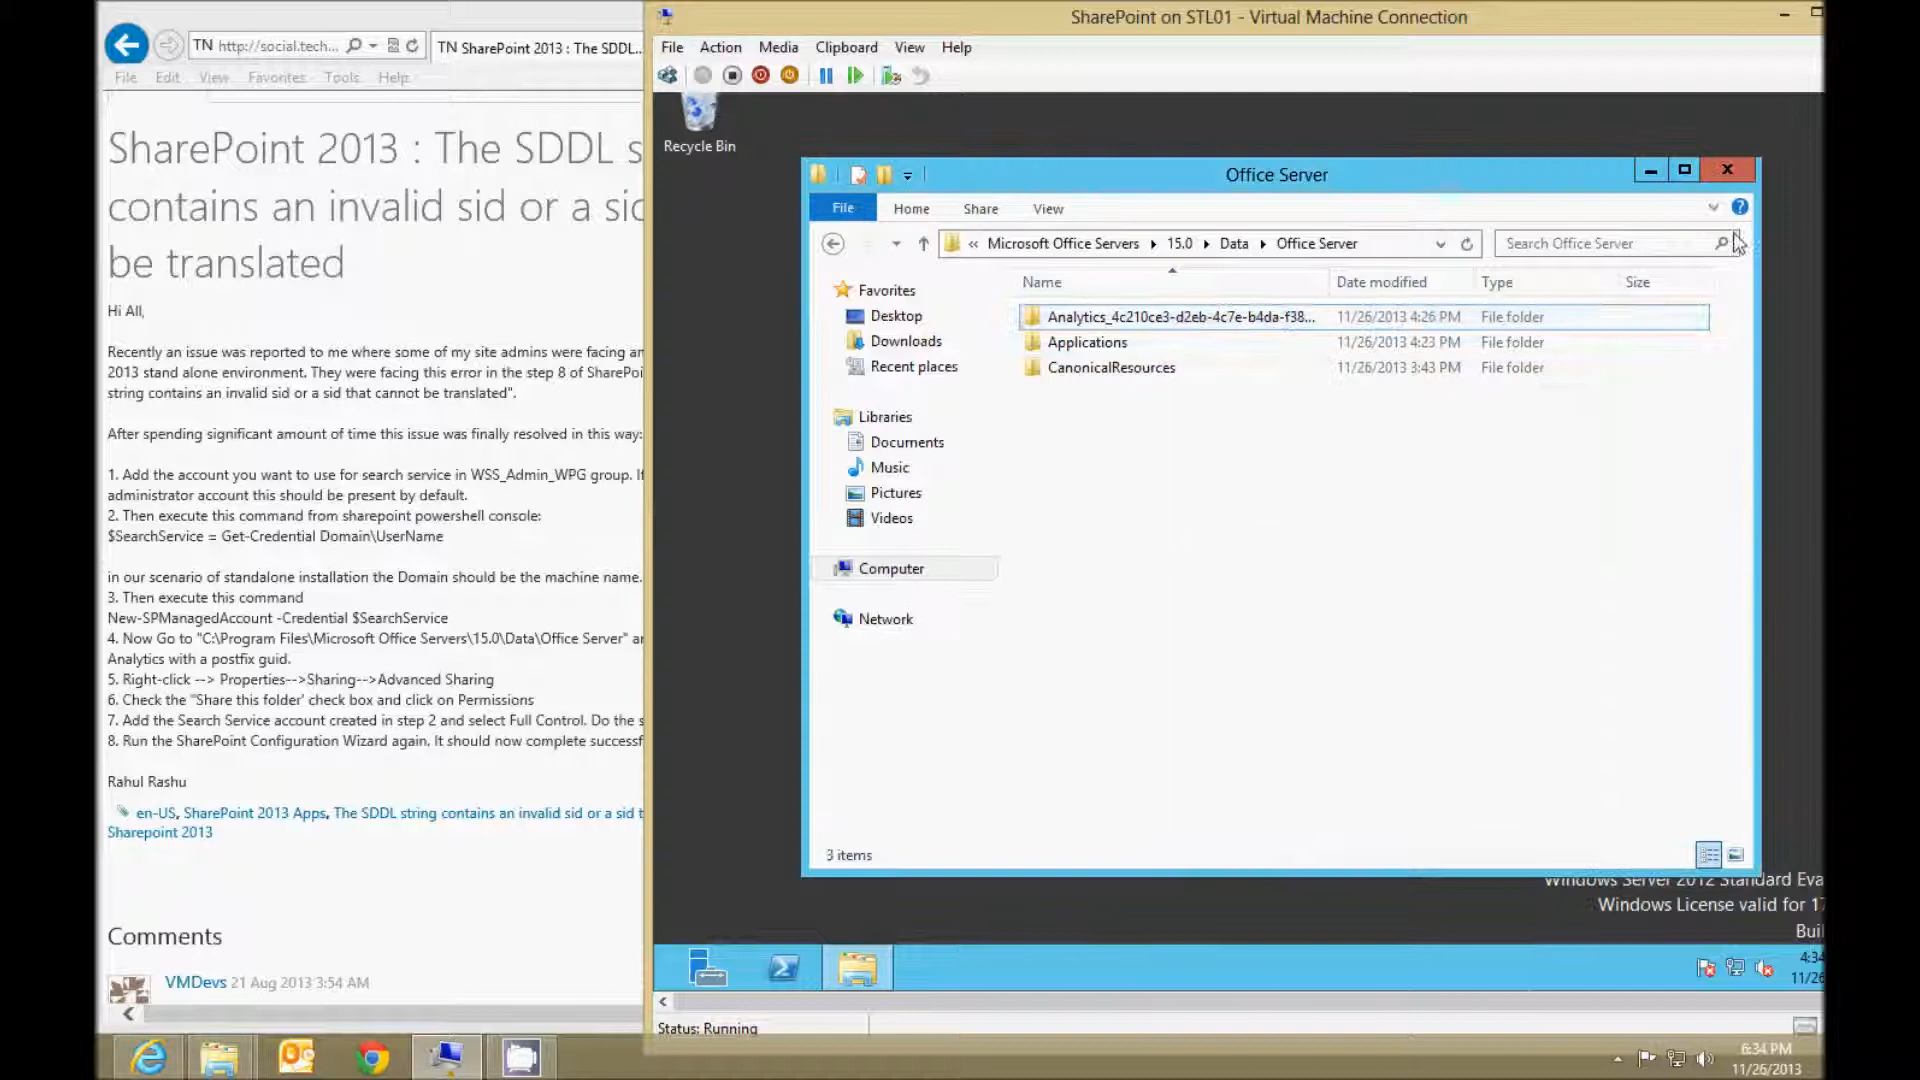 TN http://social.tech...
TN SharePoint 2013 : The SDDL...
File Edit View Favorites Tools Help
SharePoint 2013 : The SDDL s
contains an invalid sid or a sid
be translated
Hi All,
Recently an issue was reported to me where some of my site admins were facing an
2013 stand alone environment. They were facing this error in the step 8 of SharePoi
string contains an invalid sid or a sid that cannot be translated".
After spending significant amount of time this issue was finally resolved in this way:
1. Add the account you want to use for search service in WSS_Admin_WPG group. If
administrator account this should be present by default.
2. Then execute this command from sharepoint powershell console:
$SearchService = Get-Credential Domain\UserName
in our scenario of standalone installation the Domain should be the machine name.
3. Then execute this command
New-SPManagedAccount -Credential $SearchService
4. Now Go to "C:\Program Files\Microsoft Office Servers\15.0\Data\Office Server" an
Analytics with a postfix guid.
5. Right-click --> Properties-->Sharing-->Advanced Sharing
6. Check the "Share this folder' check box and click on Permissions
7. Add the Search Service account created in step 2 and select Full Control. Do the s
8. Run the SharePoint Configuration Wizard again. It should now complete successf
Rahul Rashu
en-US, SharePoint 2013 Apps, The SDDL string contains an invalid sid or a sid t
Sharepoint 2013
Comments
VMDevs 21 Aug 2013 3:54 AM
SharePoint on STL01 - Virtual Machine Connection
File Action Media Clipboard View Help
Recycle Bin
Office Server
File Home Share View
« Microsoft Office Servers 15.0 Data Office Server
Search Office Server
Name Date modified Type Size
Analytics_4c210ce3-d2eb-4c7e-b4da-f38... 11/26/2013 4:26 PM File folder
Applications 11/26/2013 4:23 PM File folder
CanonicalResources 11/26/2013 3:43 PM File folder
Favorites
Desktop
Downloads
Recent places
Libraries
Documents
Music
Pictures
Videos
Computer
Network
3 items
Windows Server 2012 Standard Eva
Windows License valid for 17
Buil
4:34
11/26
Status: Running
6:34 PM
11/26/2013